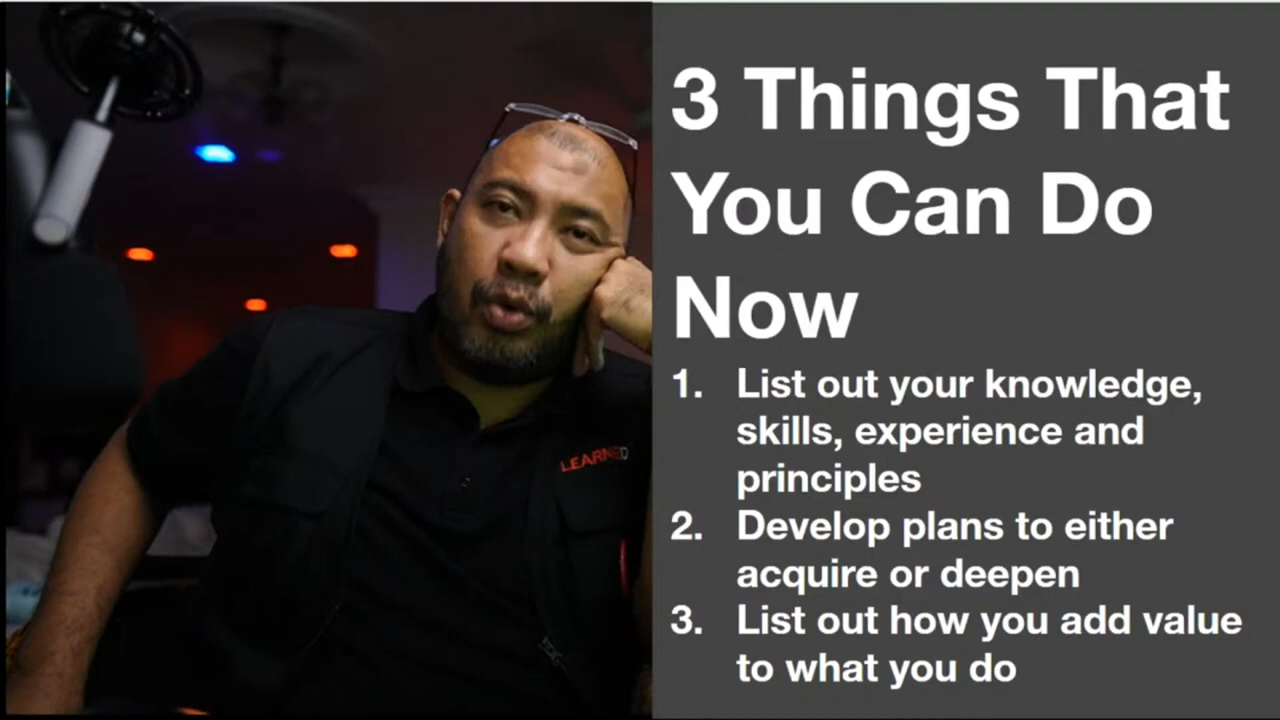 3 Things That
You Can Do
Now
1. List out your knowledge,
skills, experience and
principles
2. Develop plans to either
acquire or deepen
3. List out how you add value
to what you do
LEARNED